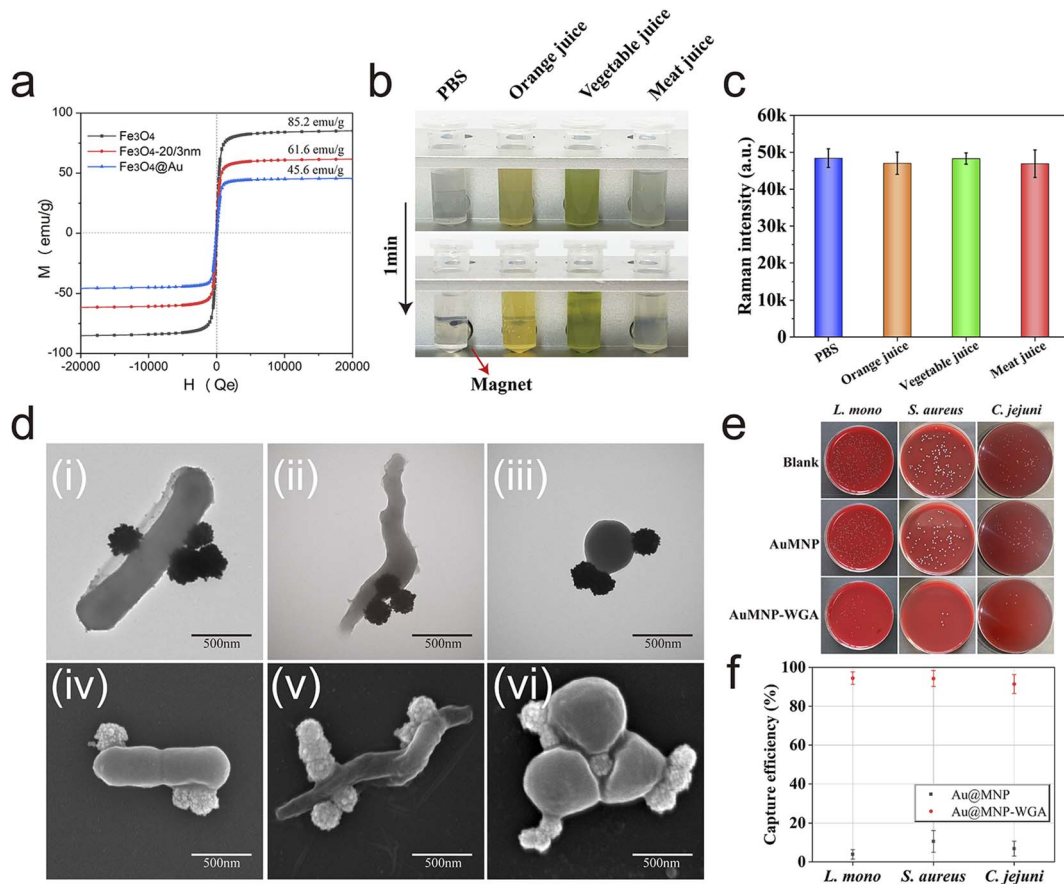 a
100
50
0
-50
-100
M (emu/g)
Fe3O4
Fe3O4-20/3nm
Fe3O4@Au
85.2 emu/g
61.6 emu/g
45.6 emu/g
-20000 -10000 0 10000 20000
H (Qe)
b
PBS Orange juice Vegetable juice Meat juice
1min
Magnet
c
Raman intensity (a.u.)
60k
50k
40k
30k
20k
10k
0
PBS Orange juice Vegetable juice Meat juice
d
(i) (ii) (iii)
500nm 500nm 500nm
(iv) (v) (vi)
500nm 500nm 500nm
e
L. mono S. aureus C. jejuni
Blank
AuMNP
AuMNP-WGA
f
Capture efficiency (%)
100
80
60
40
20
0
Au@MNP
Au@MNP-WGA
L. mono S. aureus C. jejuni